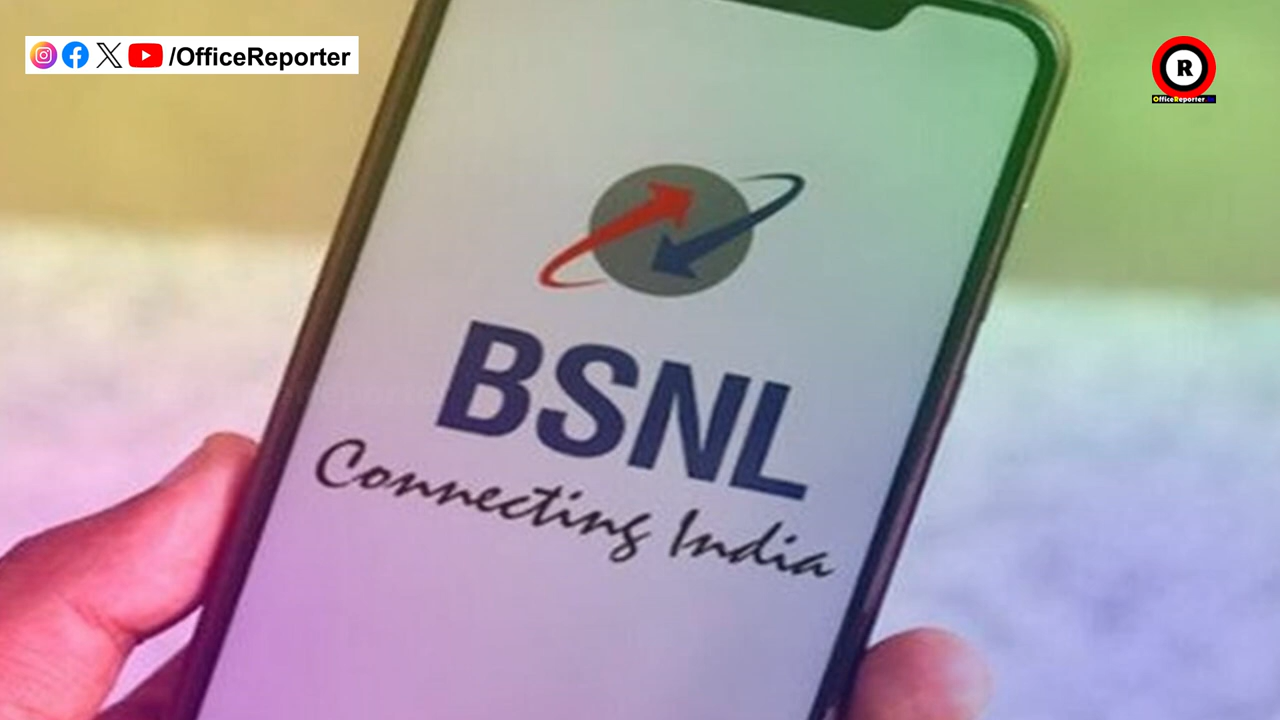 /OfficeReporter
R
OfficeReporter
BSNL
Connecting India